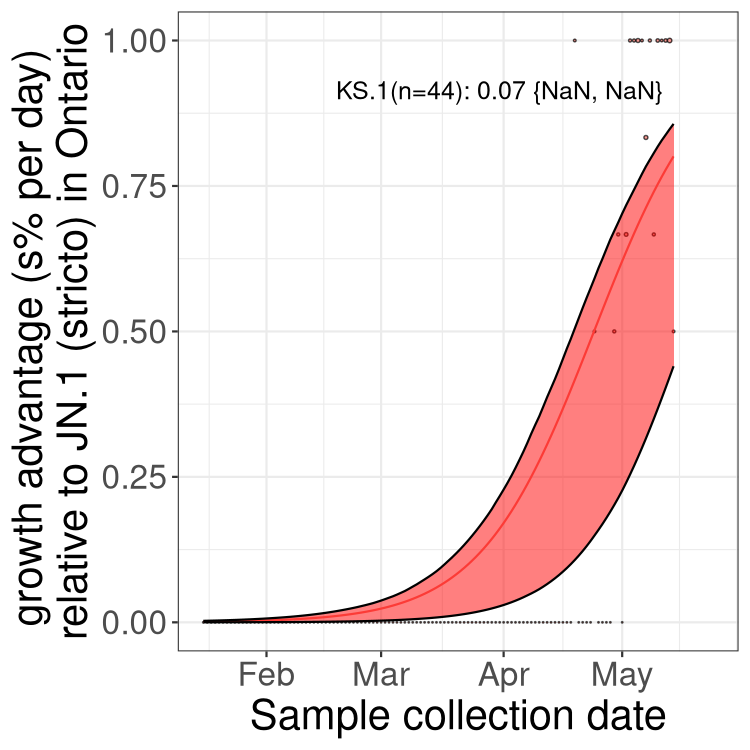 growth advantage (s% per day)
relative to JN.1 (stricto) in Ontario
1.00
0.75
0.50
0.25
0.00
KS.1(n=44): 0.07 {NaN, NaN}
Feb Mar Apr May
Sample collection date